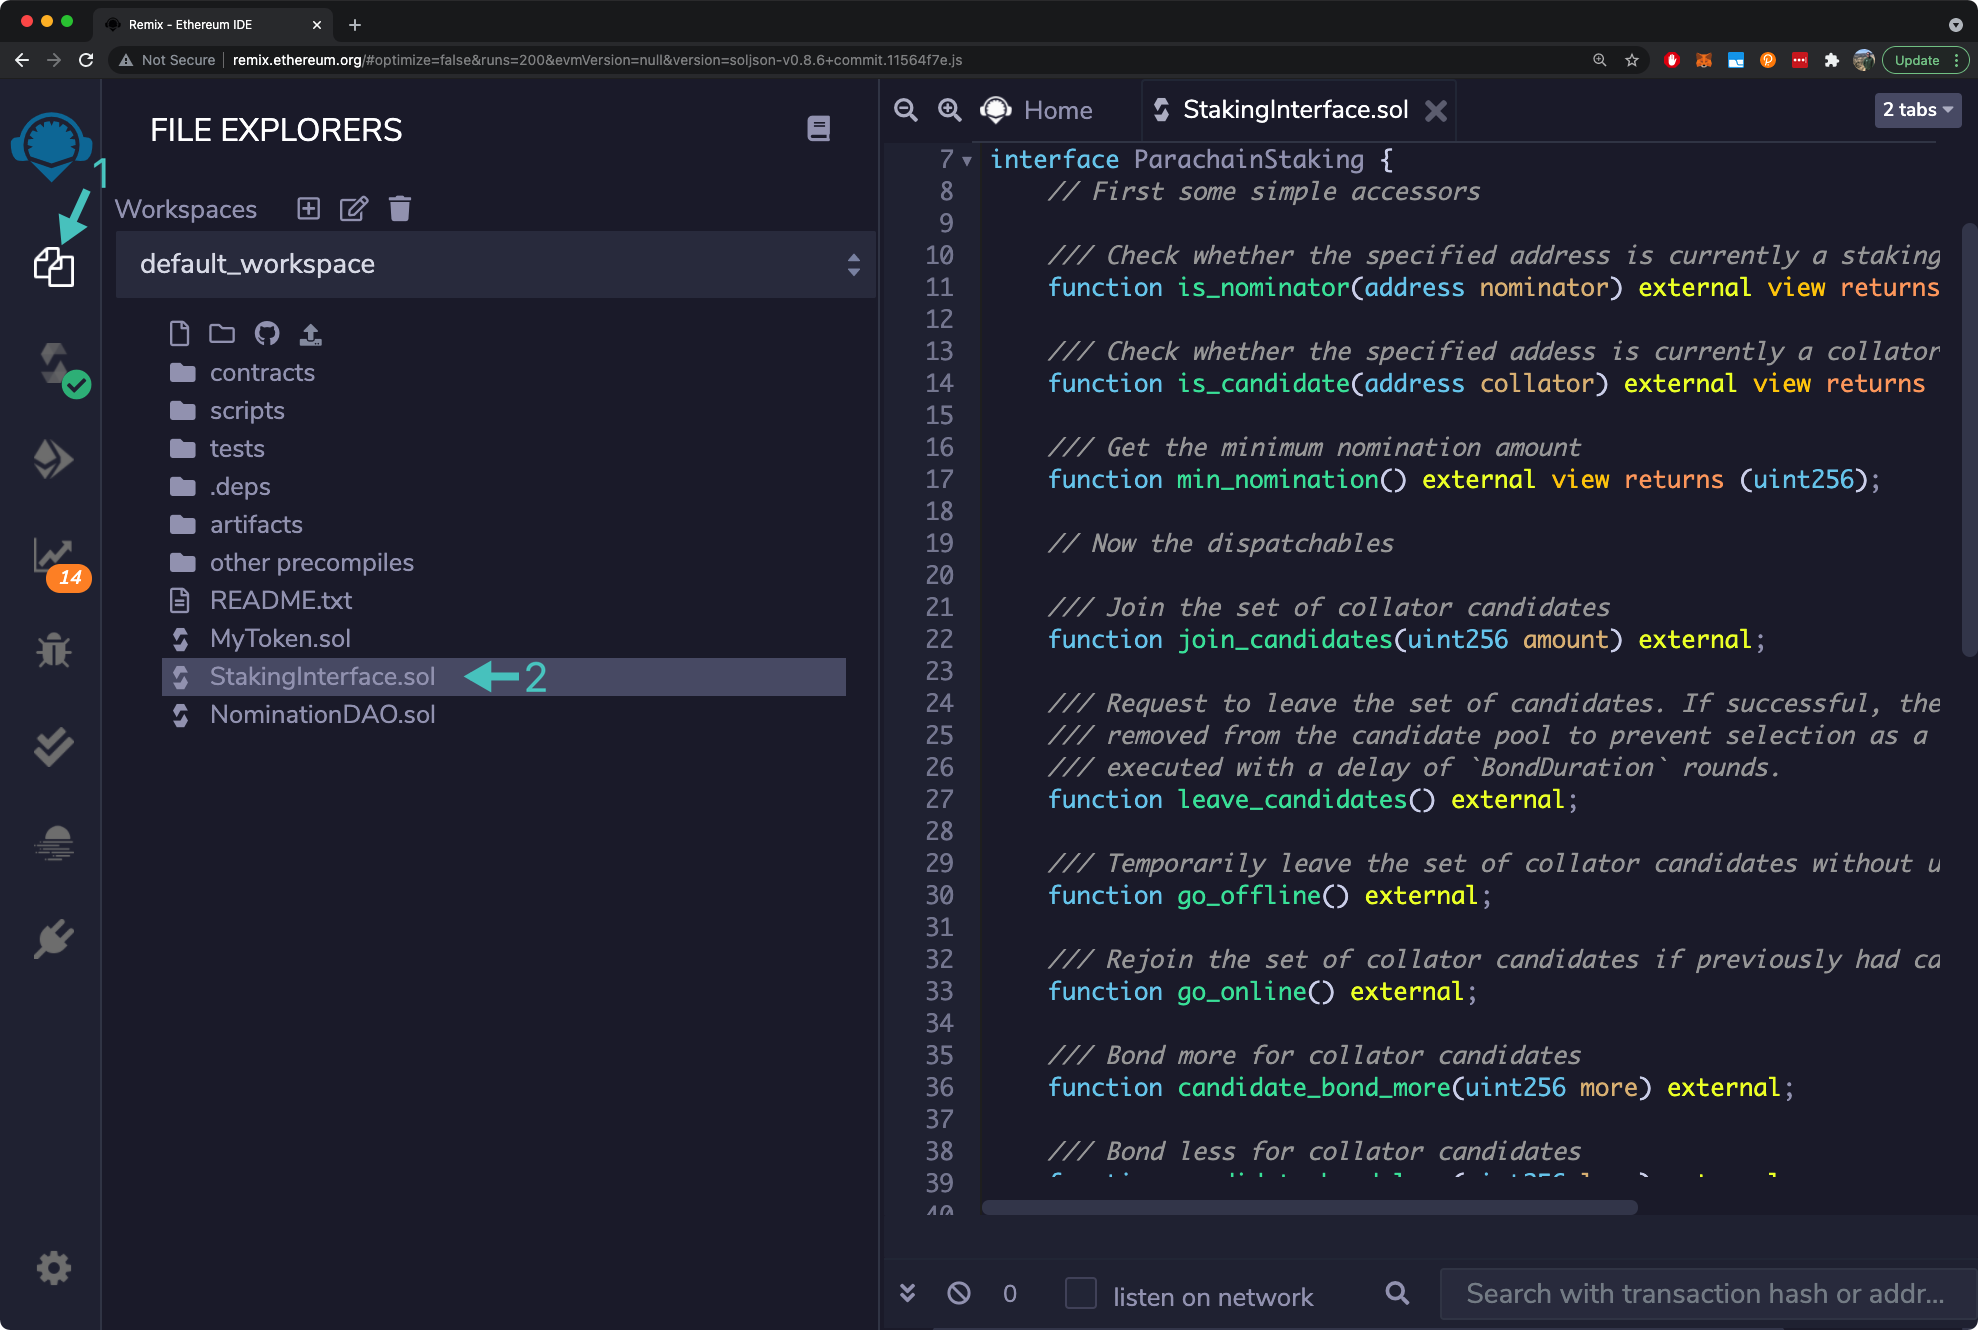 Remix - Ethereum IDE
Not Secure | remix.ethereum.org/#optimize=false&runs=200&evmVersion=null&version=soljson-v0.8.6+commit.11564f7e.js
Update
FILE EXPLORERS
1
Workspaces
default_workspace
contracts
scripts
tests
.deps
artifacts
other precompiles
README.txt
MyToken.sol
StakingInterface.sol
2
NominationDAO.sol
14
Home
StakingInterface.sol
2 tabs
7 interface ParachainStaking {
8 // First some simple accessors
9
10 /// Check whether the specified address is currently a staking
11 function is_nominator(address nominator) external view returns
12
13 /// Check whether the specified addess is currently a collator
14 function is_candidate(address collator) external view returns
15
16 /// Get the minimum nomination amount
17 function min_nomination() external view returns (uint256);
18
19 // Now the dispatchables
20
21 /// Join the set of collator candidates
22 function join_candidates(uint256 amount) external;
23
24 /// Request to leave the set of candidates. If successful, the
25 /// removed from the candidate pool to prevent selection as a
26 /// executed with a delay of `BondDuration` rounds.
27 function leave_candidates() external;
28
29 /// Temporarily leave the set of collator candidates without u
30 function go_offline() external;
31
32 /// Rejoin the set of collator candidates if previously had ca
33 function go_online() external;
34
35 /// Bond more for collator candidates
36 function candidate_bond_more(uint256 more) external;
37
38 /// Bond less for collator candidates
39
40
0
listen on network
Search with transaction hash or addr...